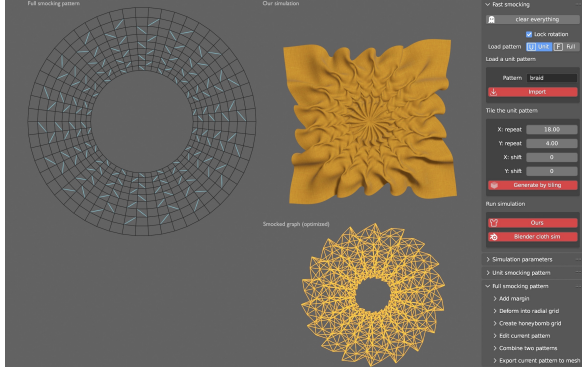 Full smocking pattern
Our simulation
Smocked graph (optimized)
Fast smocking
clear everything
Lock rotation
Load pattern U Unit F Full
Load a unit pattern
Pattern braid
Import
Tile the unit pattern
X: repeat 18.00
Y: repeat 4.00
X: shift 0
Y: shift 0
Generate by tiling
Run simulation
Ours
Blender cloth sim
Simulation parameters
Unit smocking pattern
Full smocking pattern
Add margin
Deform into radial grid
Create honeybomb grid
Edit current pattern
Combine two patterns
Export current pattern to mesh